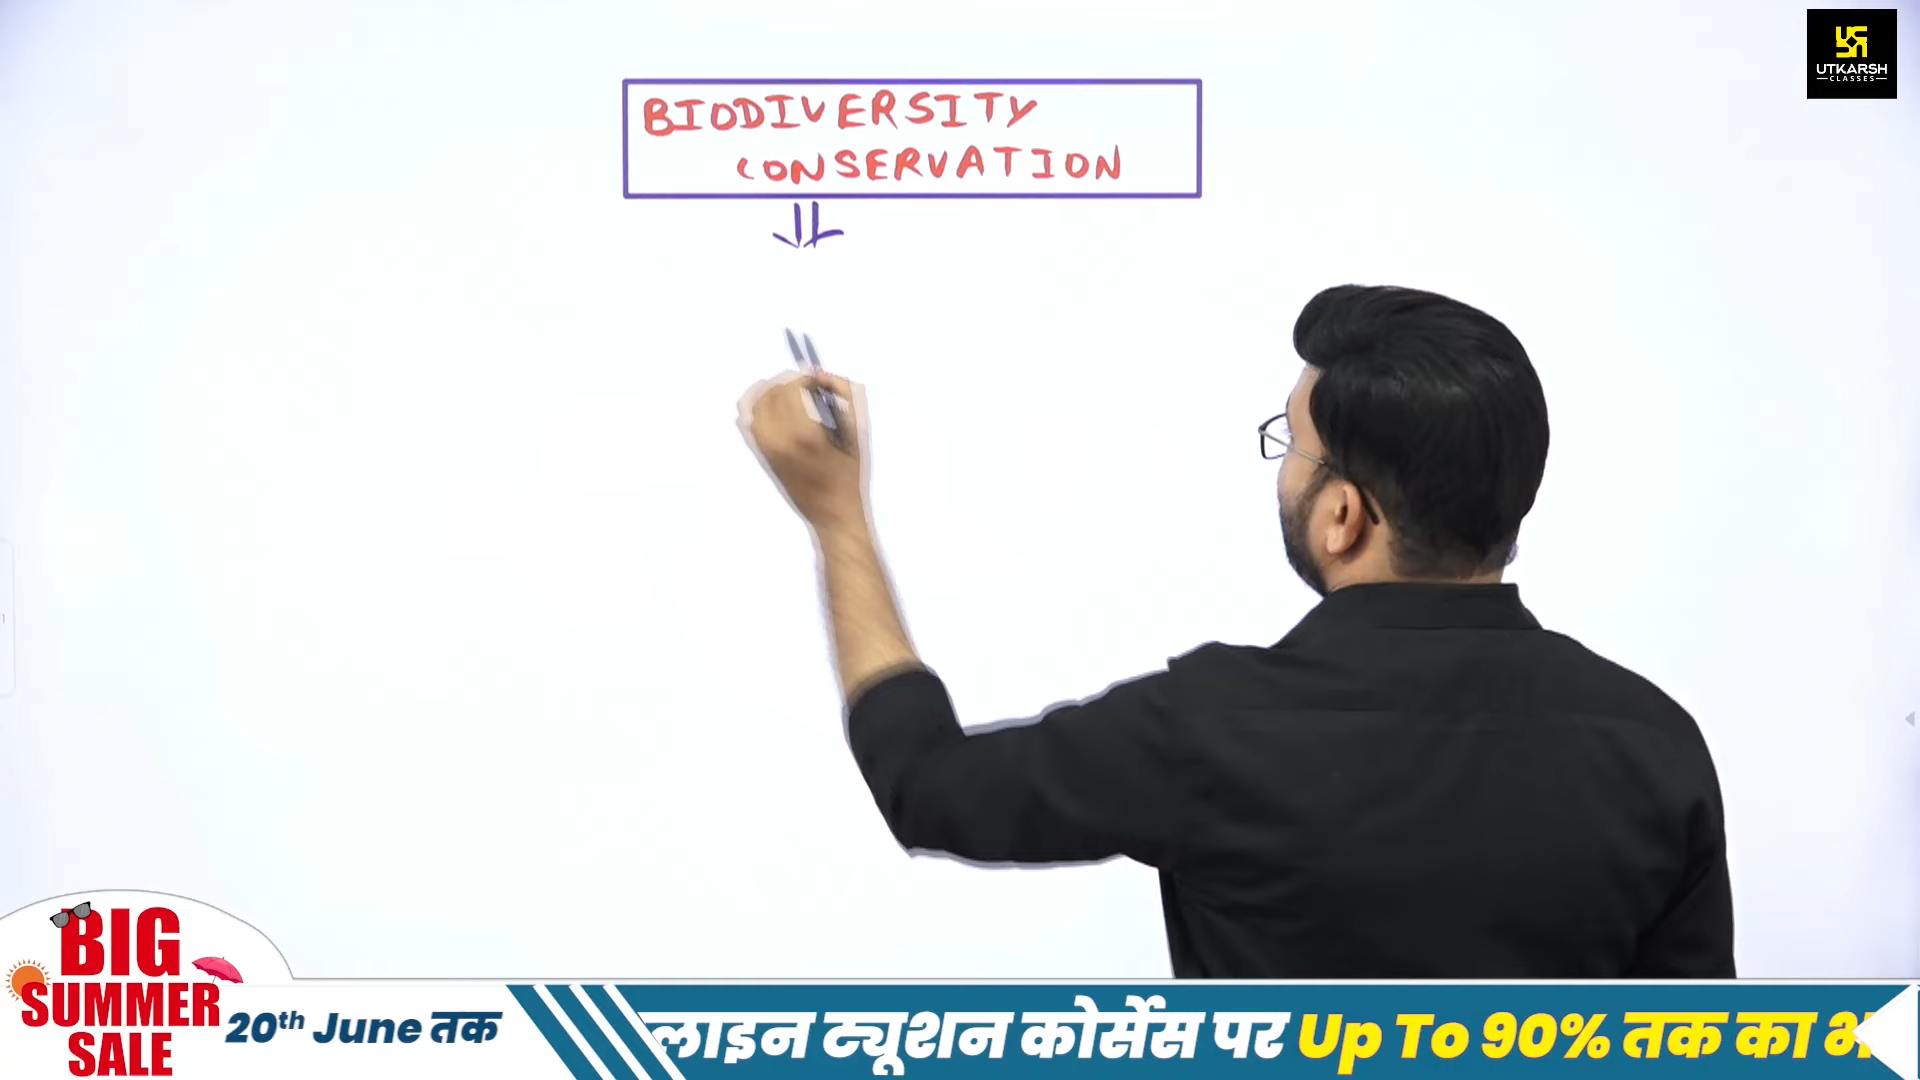 UTKARSH
CLASSES
BIODIVERSITY
CONSERVATION
BIG
SUMMER
SALE
20th June तक
लाइन ट्यूशन कोर्सेस पर Up To 90% तक का